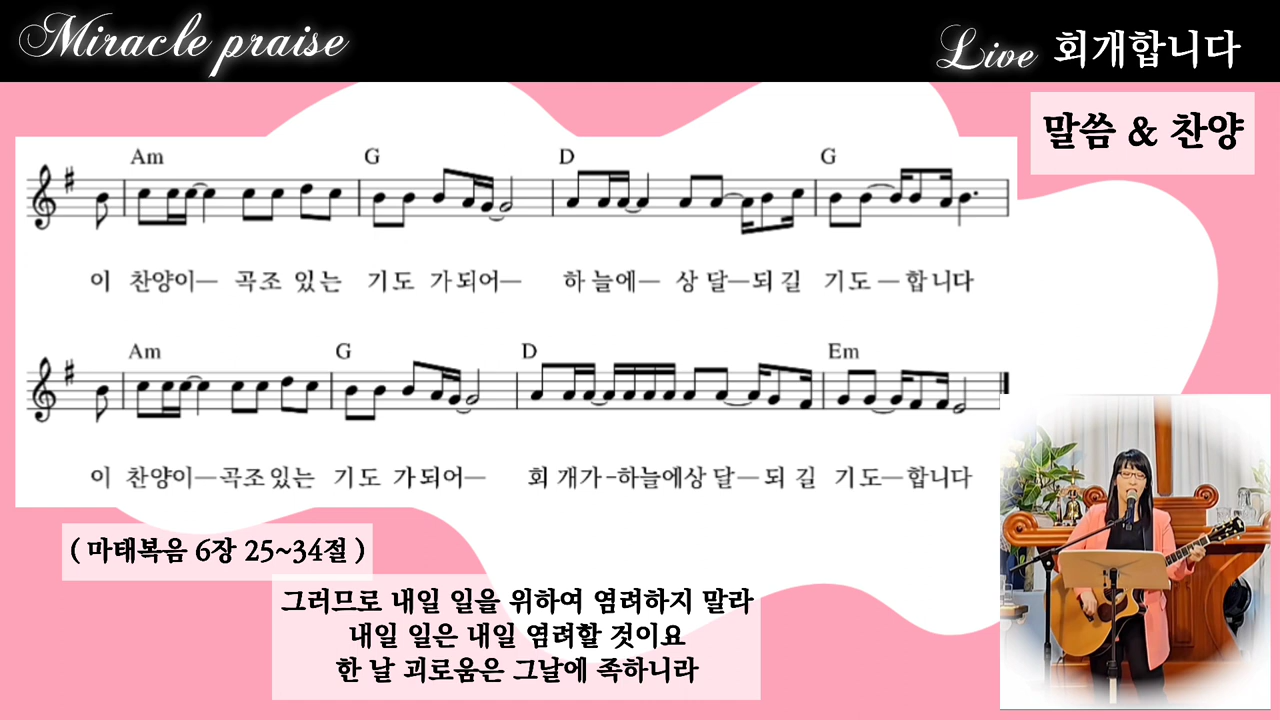 Miracle praise
Live 회개합니다
말씀 & 찬양
Am G D G
이 찬양이— 곡조 있는 기도 가되어— 하늘에— 상달—되길 기도—합니다
Am G D Em
이 찬양이—곡조있는 기도 가되어— 회개가-하늘에상달—되길 기도—합니다
( 마태복음 6장 25~34절 )
그러므로 내일 일을 위하여 염려하지 말라
내일 일은 내일 염려할 것이요
한 날 괴로움은 그날에 족하니라